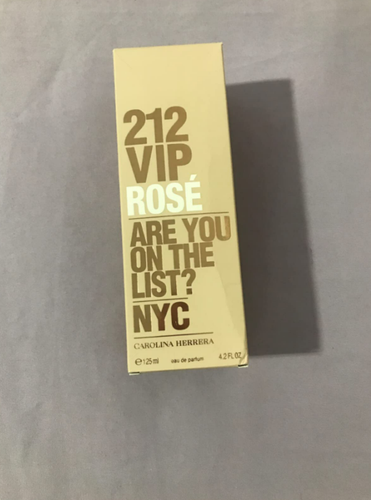 212
VIP
ROSÉ
ARE YOU
ON THE
LIST?
NYC
CAROLINA HERRERA
℮125 ml eau de parfum 4.2 FL.OZ